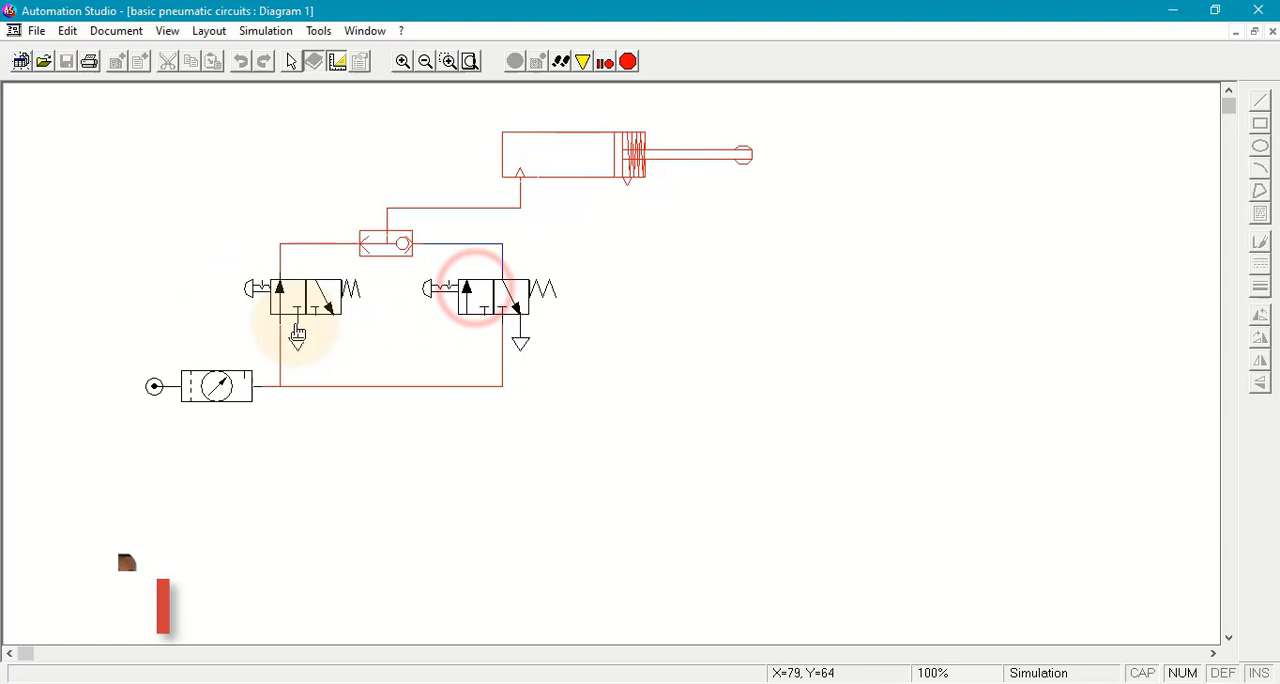 Automation Studio - [basic pneumatic circuits : Diagram 1]
File Edit Document View Layout Simulation Tools Window ?
X=79, Y=64 100% Simulation CAP NUM DEF INS